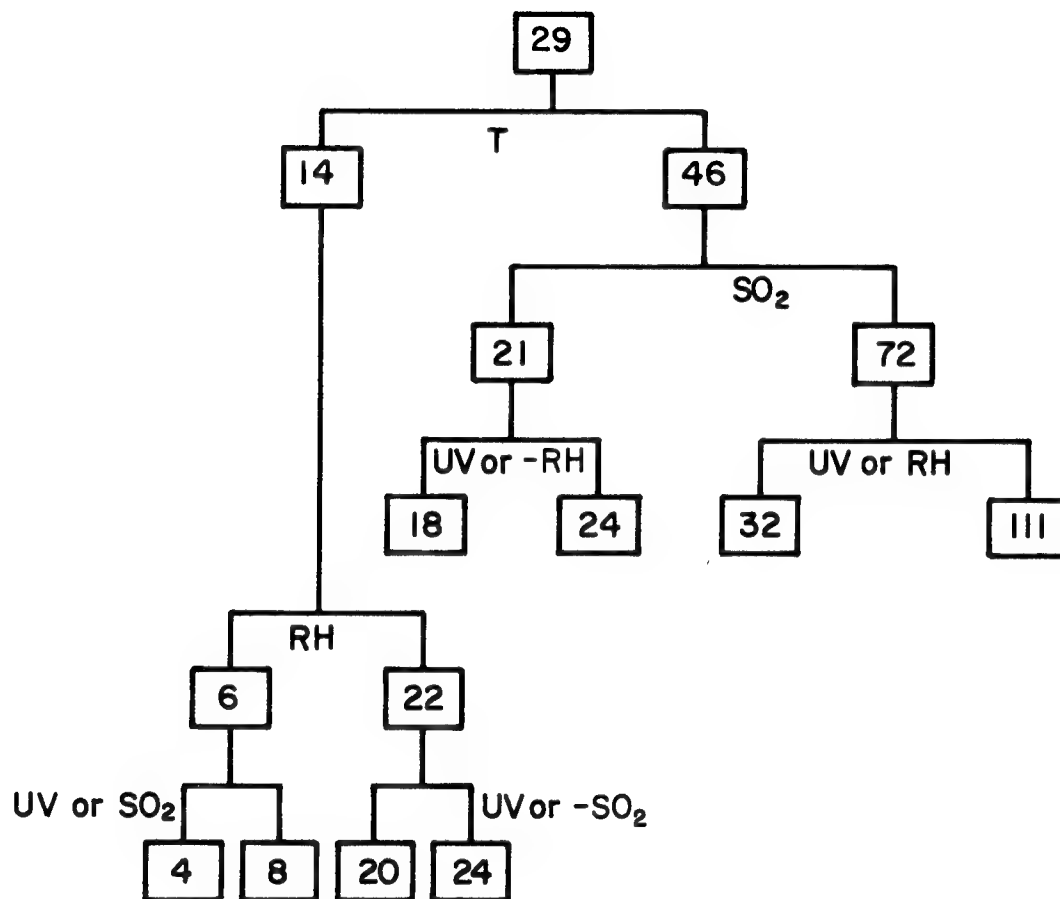 29
T
14
46
SO₂
21
72
UV or -RH
UV or RH
18
24
32
111
RH
6
22
UV or SO₂
UV or -SO₂
4
8
20
24